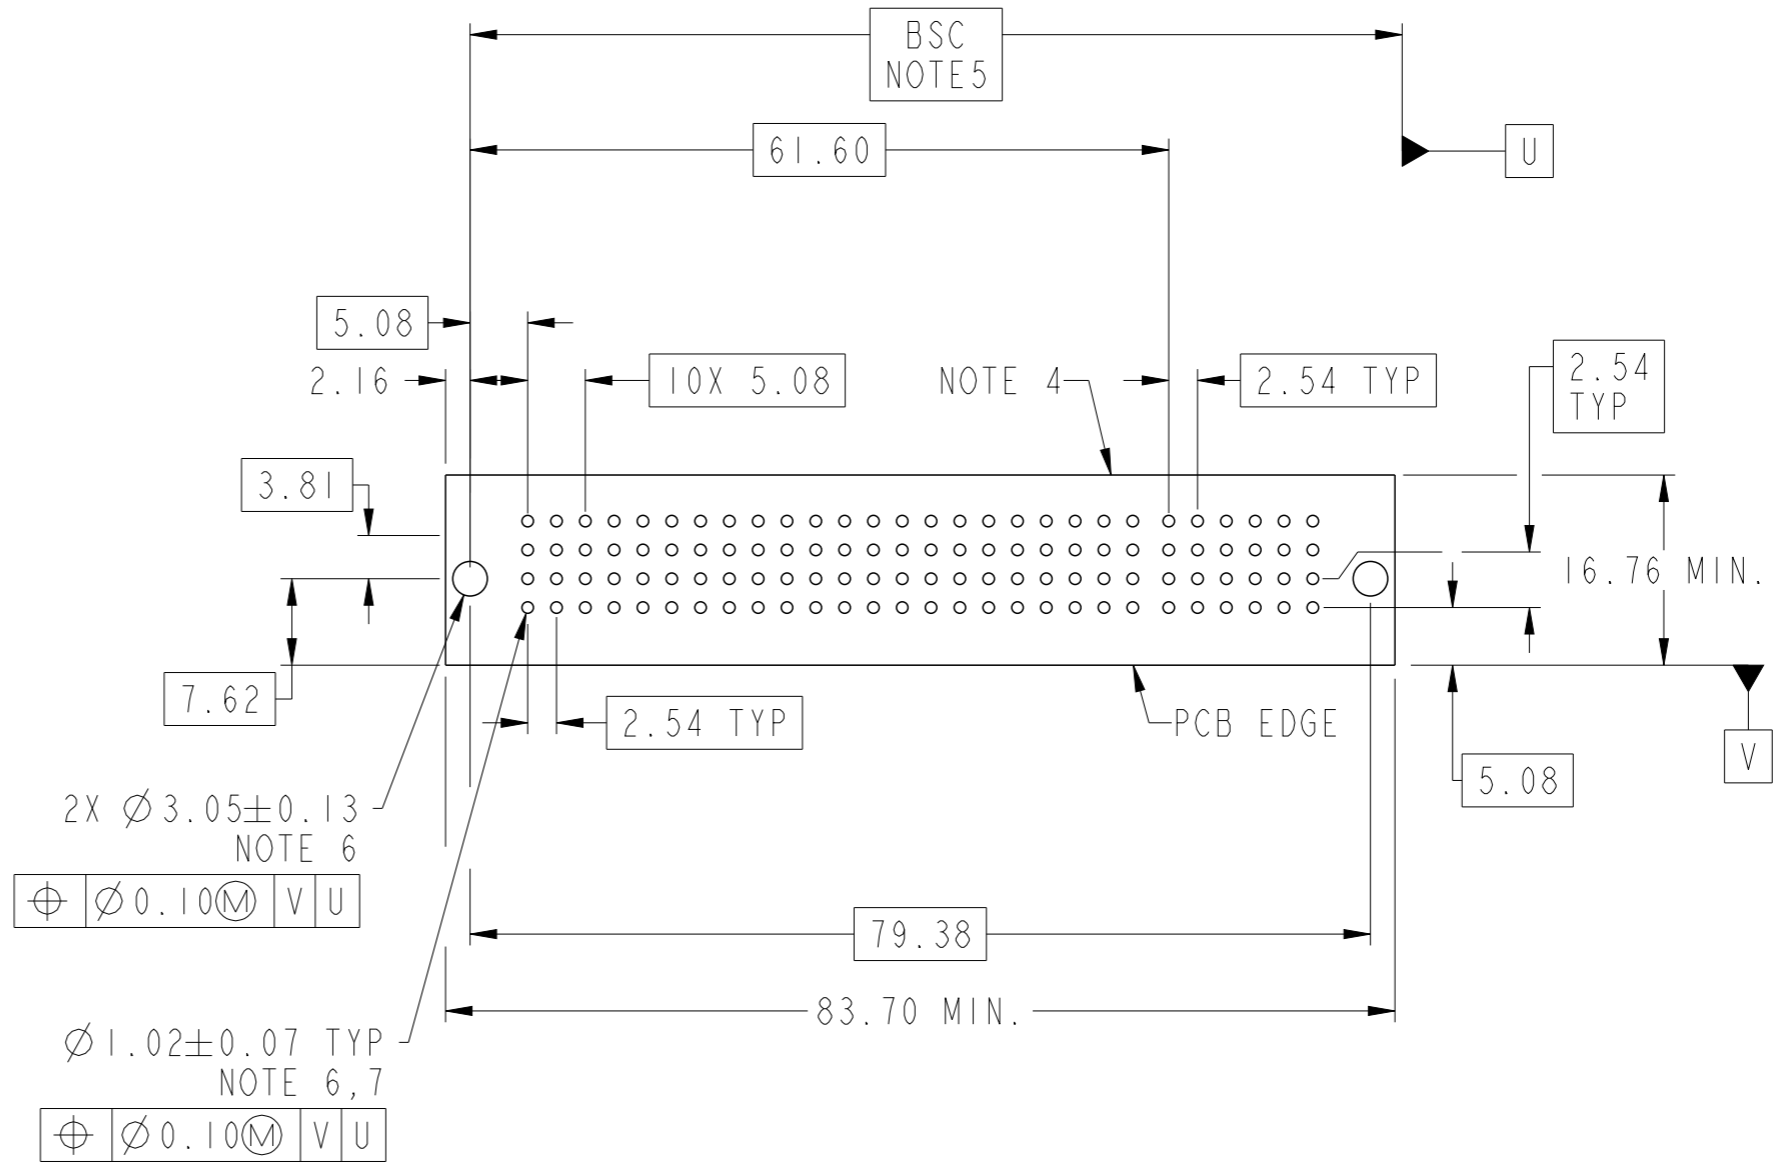 BSC
NOTE5
61.60
U
5.08
2.16
10X 5.08
NOTE 4
2.54 TYP
2.54
TYP
3.81
16.76 MIN.
7.62
2.54 TYP
PCB EDGE
V
5.08
2X ∅3.05±0.13
NOTE 6
⌖ ∅0.10Ⓜ V U
79.38
83.70 MIN.
∅1.02±0.07 TYP
NOTE 6,7
⌖ ∅0.10Ⓜ V U